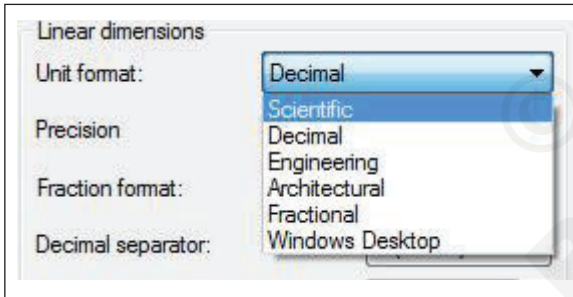 Linear dimensions
Unit format: Decimal
Scientific
Precision
Decimal
Engineering
Fraction format:
Architectural
Fractional
Decimal separator:
Windows Desktop